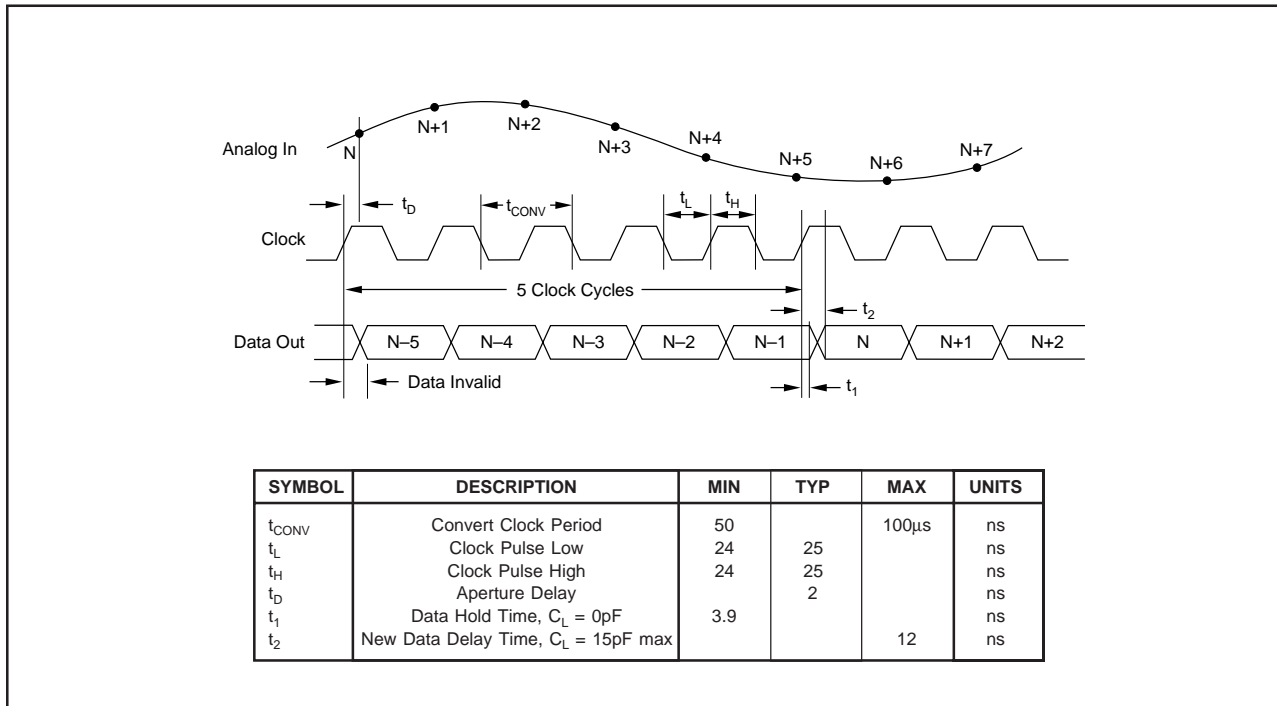 N+1
N+2
N+4
N+7
Analog In
N
N+3
N+5
N+6
t_D
t_CONV
t_L
t_H
Clock
5 Clock Cycles
t_2
Data Out
N–5
N–4
N–3
N–2
N–1
N
N+1
N+2
Data Invalid
t_1
SYMBOL DESCRIPTION MIN TYP MAX UNITS
t_CONV Convert Clock Period 50 100µs ns
t_L Clock Pulse Low 24 25 ns
t_H Clock Pulse High 24 25 ns
t_D Aperture Delay 2 ns
t_1 Data Hold Time, C_L = 0pF 3.9 ns
t_2 New Data Delay Time, C_L = 15pF max 12 ns